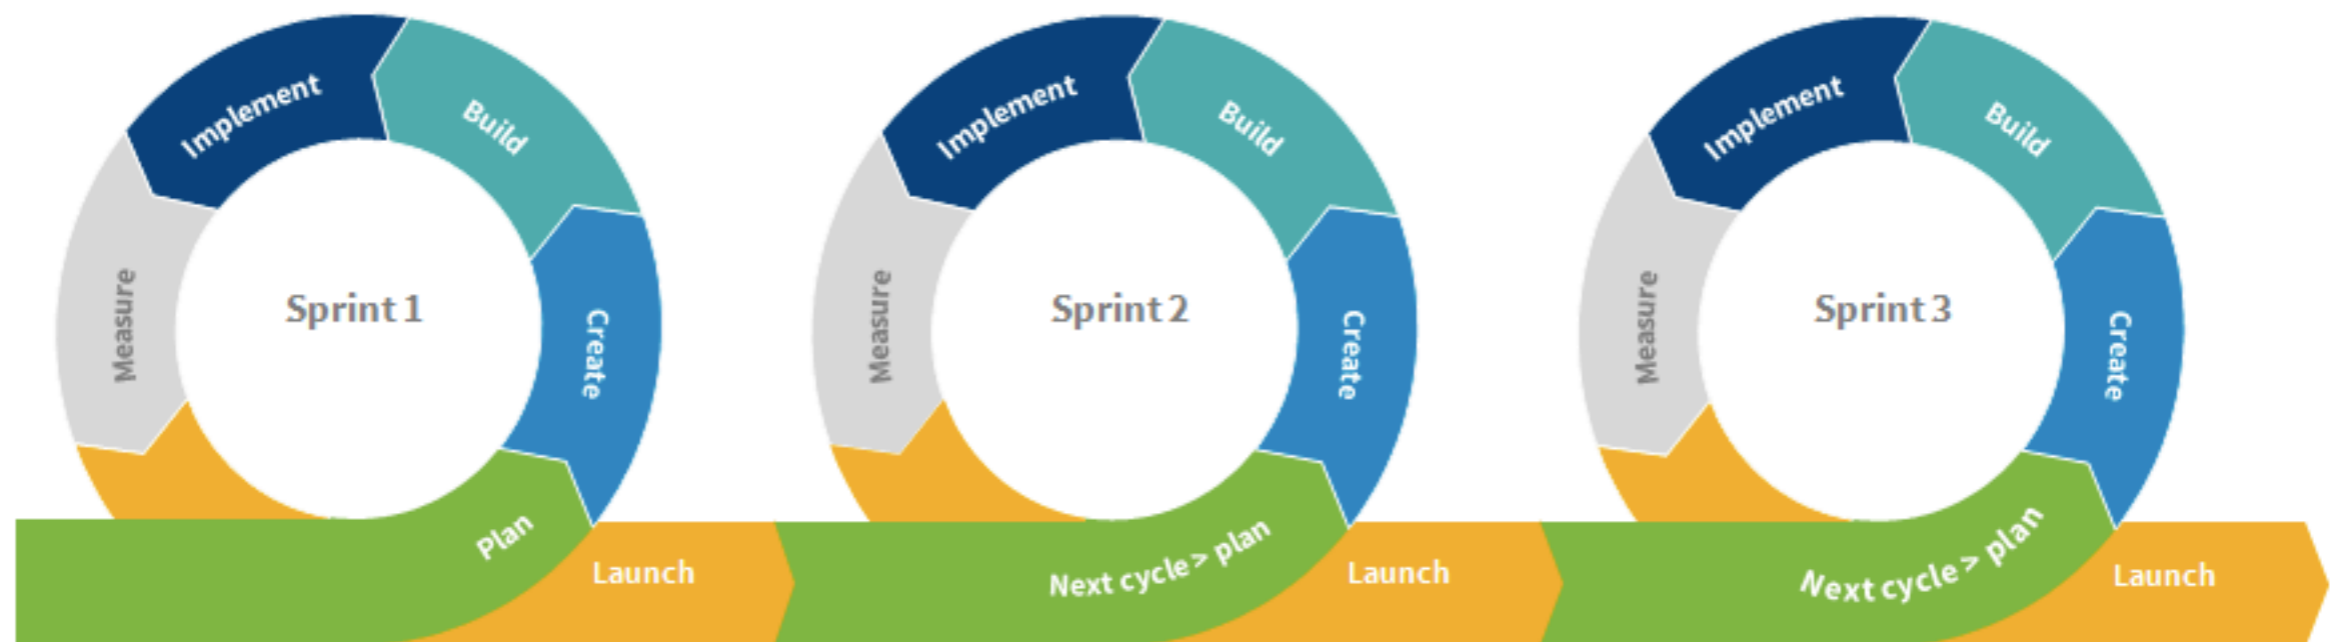 Implement
Build
Measure
Sprint 1
Create
Plan
Launch
Implement
Build
Measure
Sprint 2
Create
Next cycle > plan
Launch
Implement
Build
Measure
Sprint 3
Create
Next cycle > plan
Launch